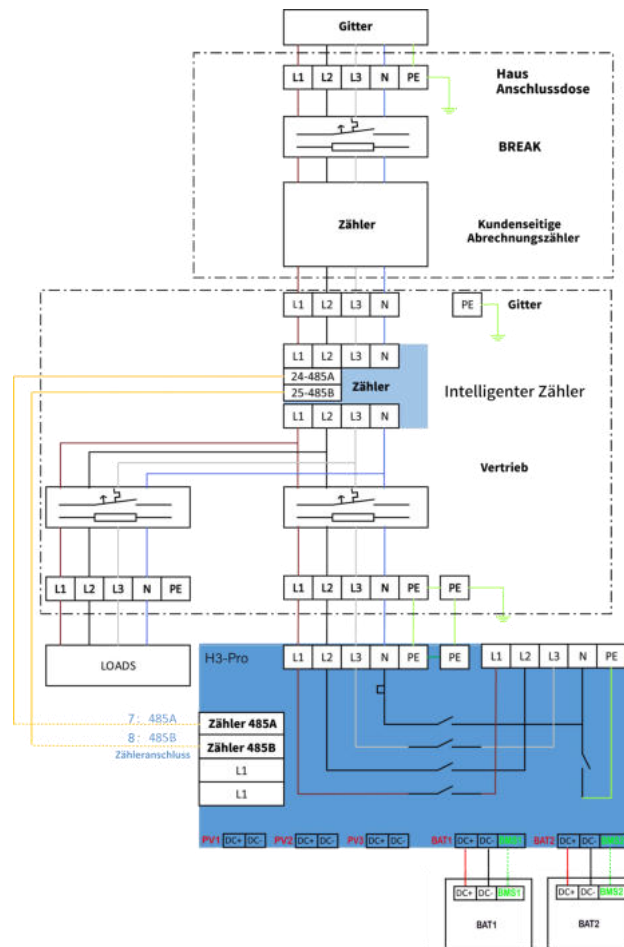 Gitter
L1 L2 L3 N PE
Haus
Anschlussdose
BREAK
Zähler
Kundenseitige
Abrechnungszähler
L1 L2 L3 N
PE
Gitter
L1 L2 L3 N
24-485A
25-485B
Zähler
Intelligenter Zähler
L1 L2 L3 N
Vertrieb
L1 L2 L3 N PE
L1 L2 L3 N PE
PE
LOADS
H3-Pro
L1 L2 L3 N PE
PE
L1 L2 L3 N PE
7: 485A
8: 485B
Zähleranschluss
Zähler 485A
Zähler 485B
L1
L1
PV1 DC+ DC-
PV2 DC+ DC-
PV3 DC+ DC-
BAT1 DC+ DC-
BAT2 DC+ DC-
DC+ DC- BMS1
BAT1
DC+ DC- BMS2
BAT2